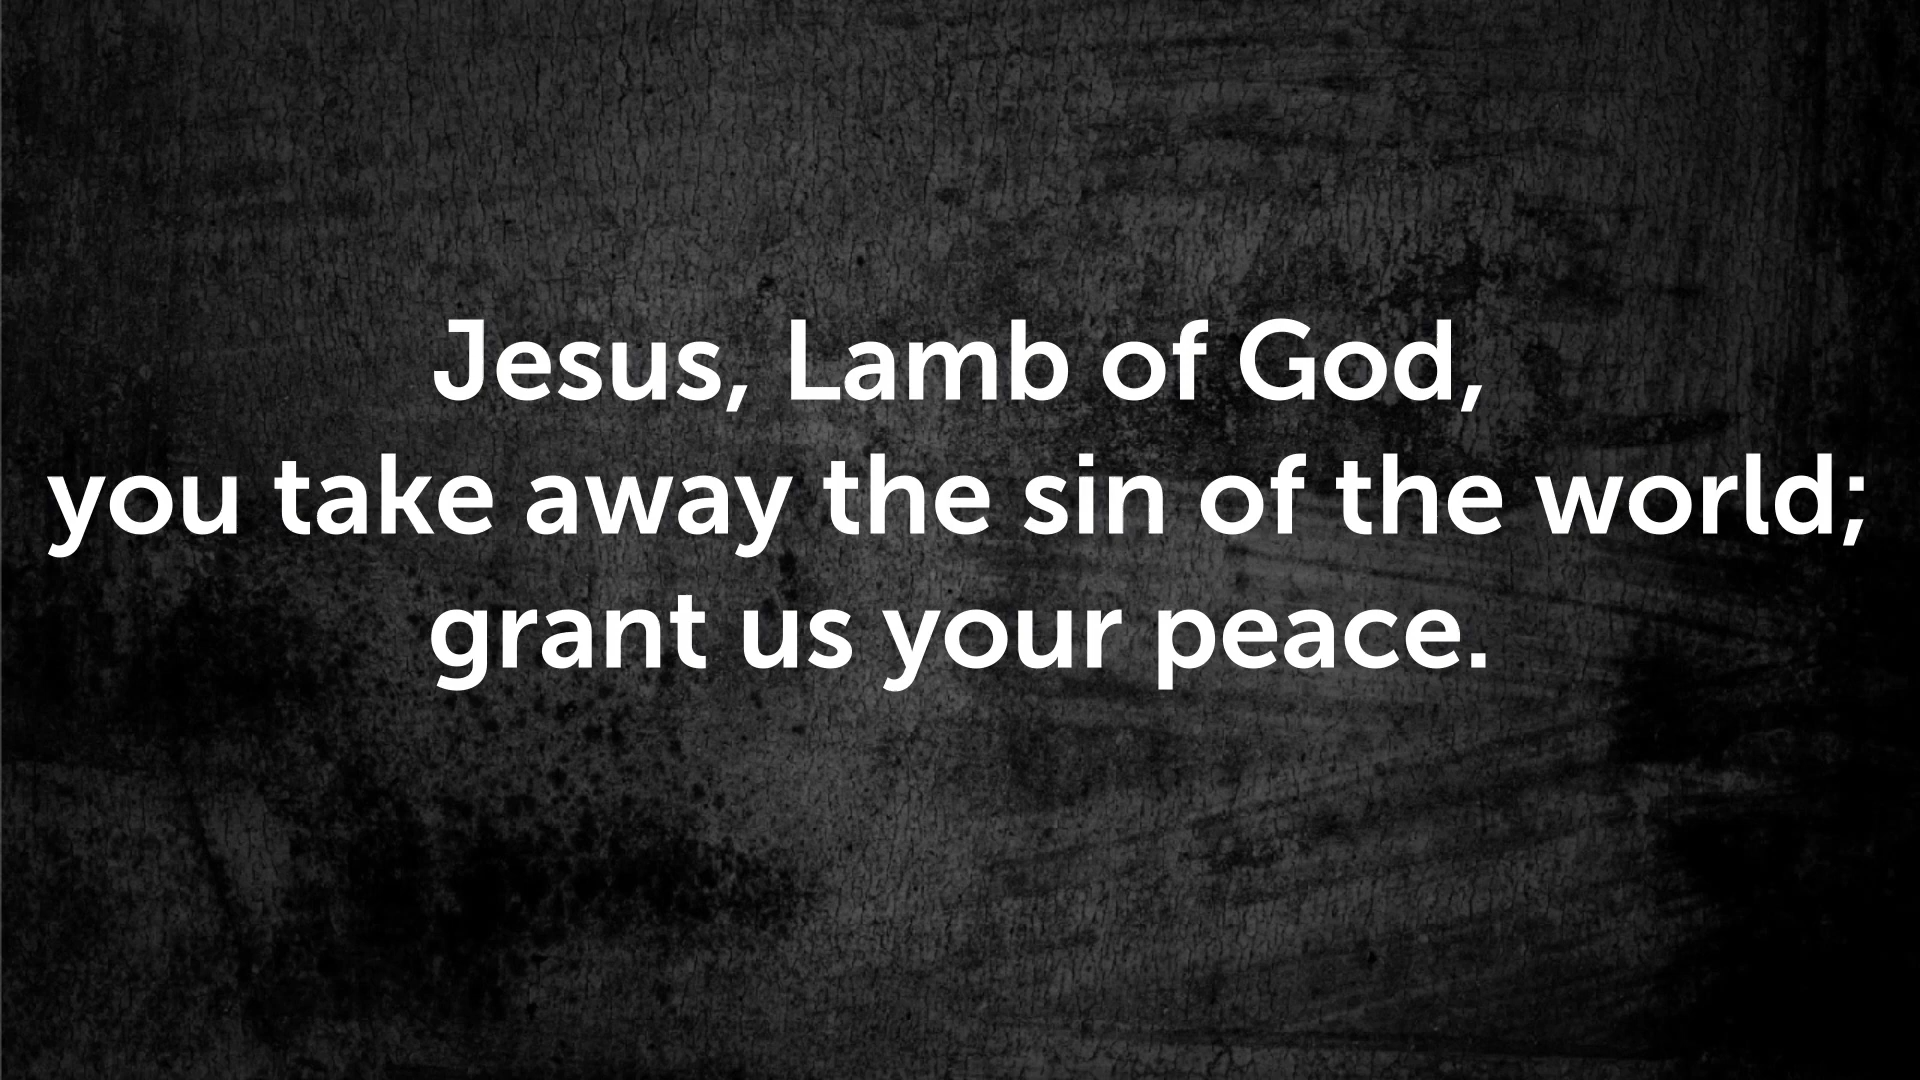 Jesus, Lamb of God,
you take away the sin of the world;
grant us your peace.